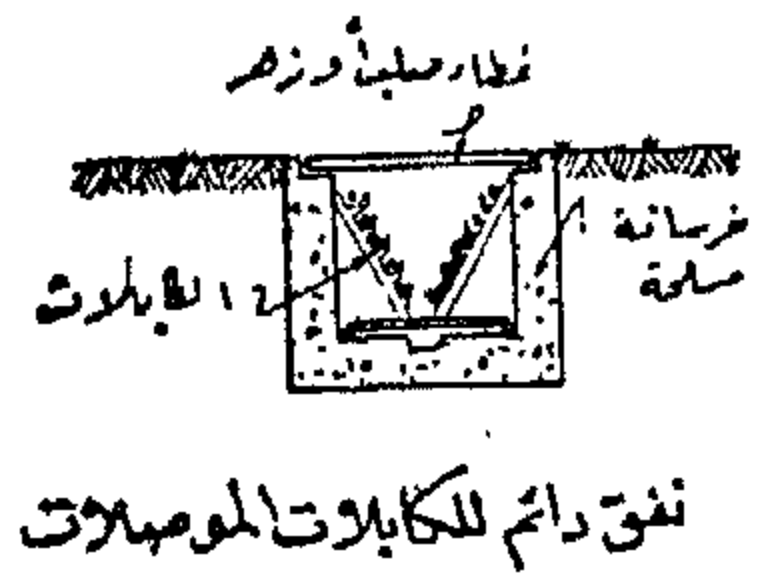 غطاء صلب أو زهر
خرسانة
مسلحة
الكابلات
نفق دائم للكابلات الموصلات